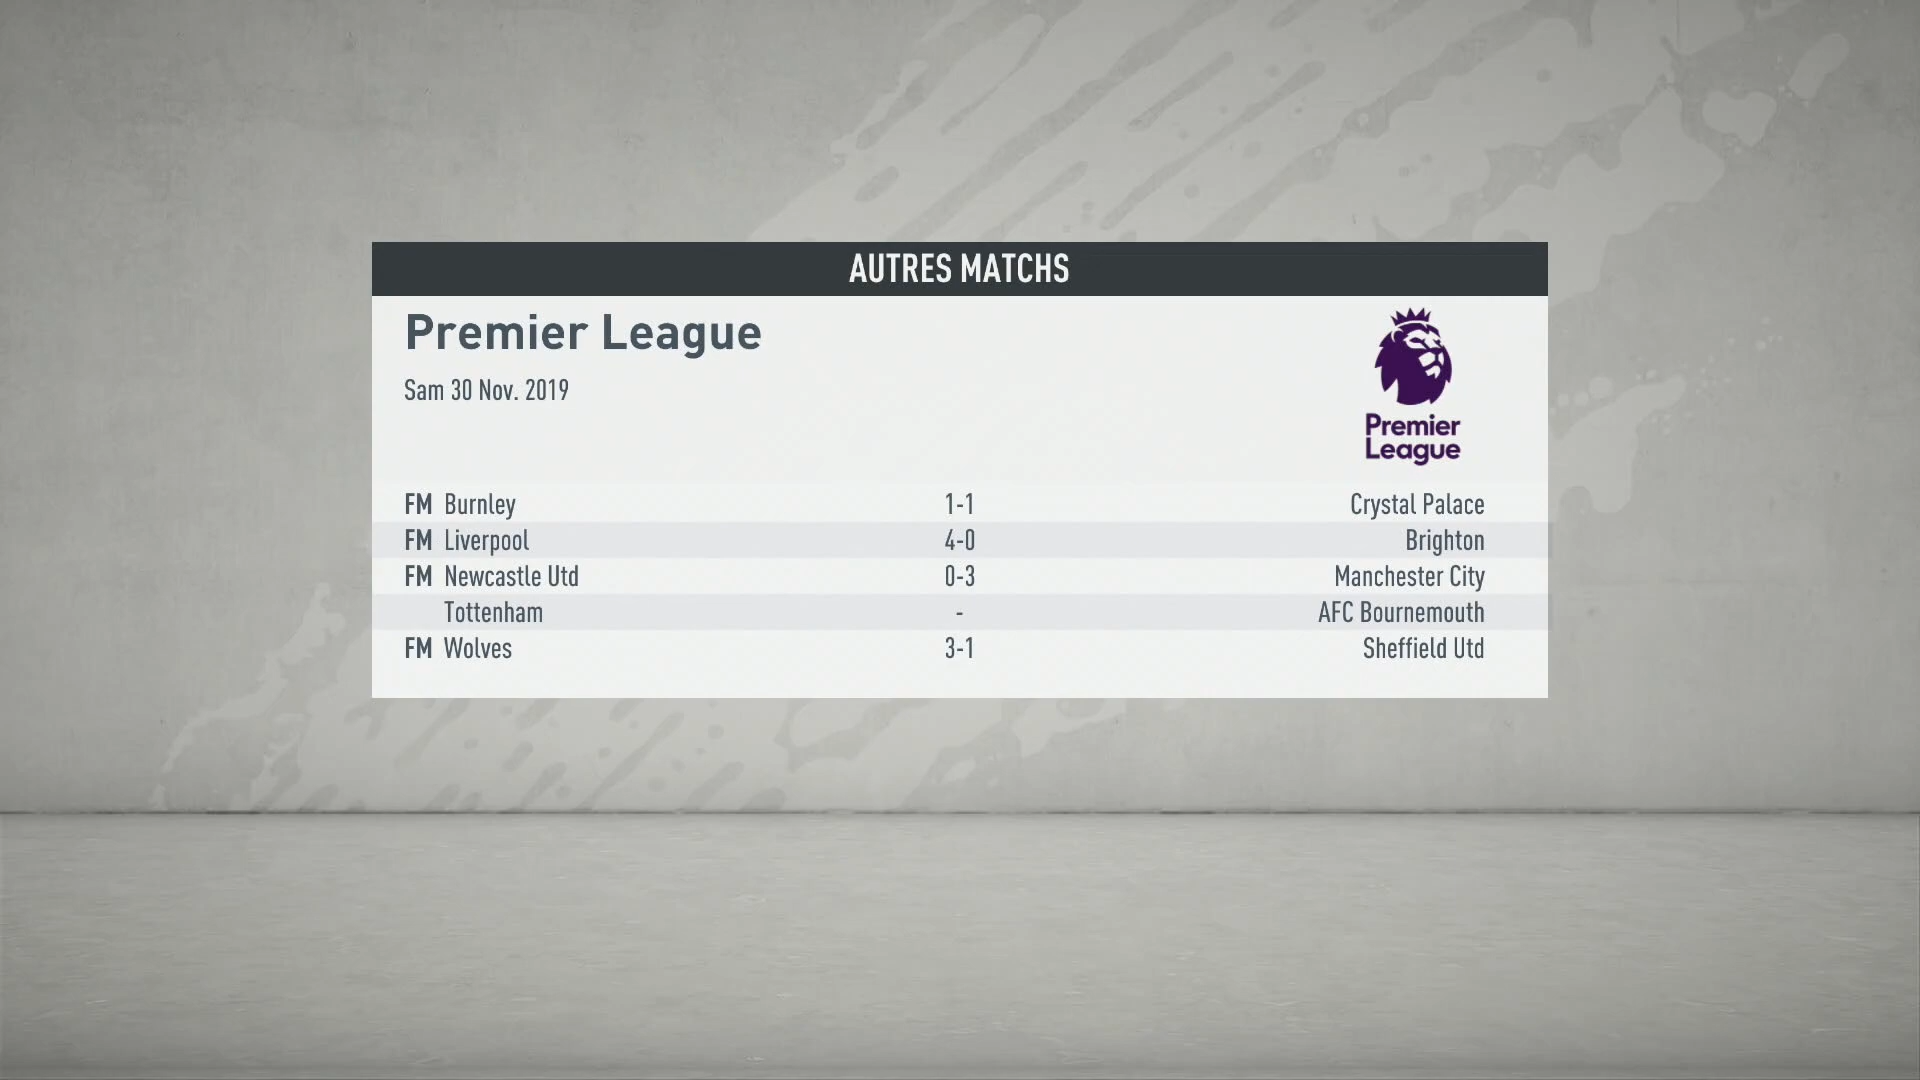 AUTRES MATCHS
Premier League
Sam 30 Nov. 2019
Premier
League
FM Burnley 1-1 Crystal Palace
FM Liverpool 4-0 Brighton
FM Newcastle Utd 0-3 Manchester City
Tottenham - AFC Bournemouth
FM Wolves 3-1 Sheffield Utd